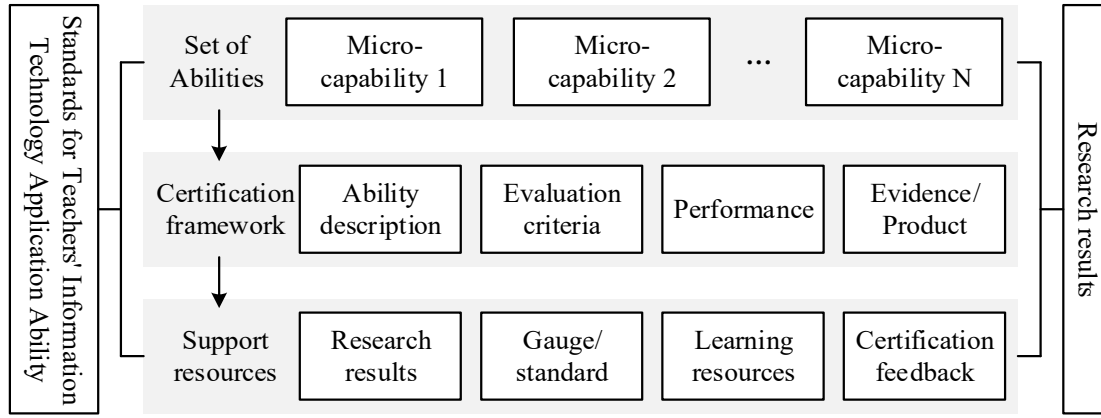 Standards for Teachers' Information
Technology Application Ability
Set of
Abilities
Micro-
capability 1
Micro-
capability 2
...
Micro-
capability N
Certification
framework
Ability
description
Evaluation
criteria
Performance
Evidence/
Product
Support
resources
Research
results
Gauge/
standard
Learning
resources
Certification
feedback
Research results